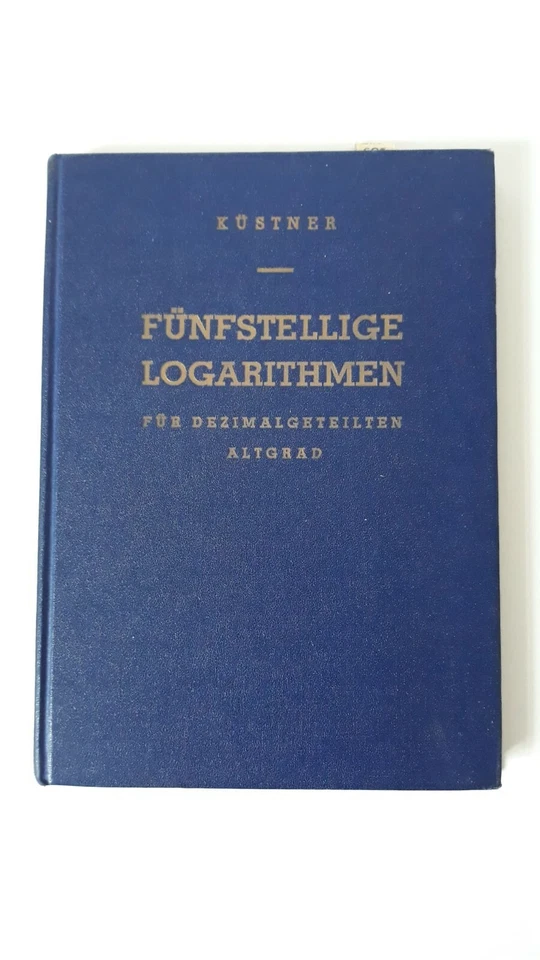 KÜSTNER
FÜNFSTELLIGE
LOGARITHMEN
FÜR DEZIMALGETEILTEN
ALTGRAD